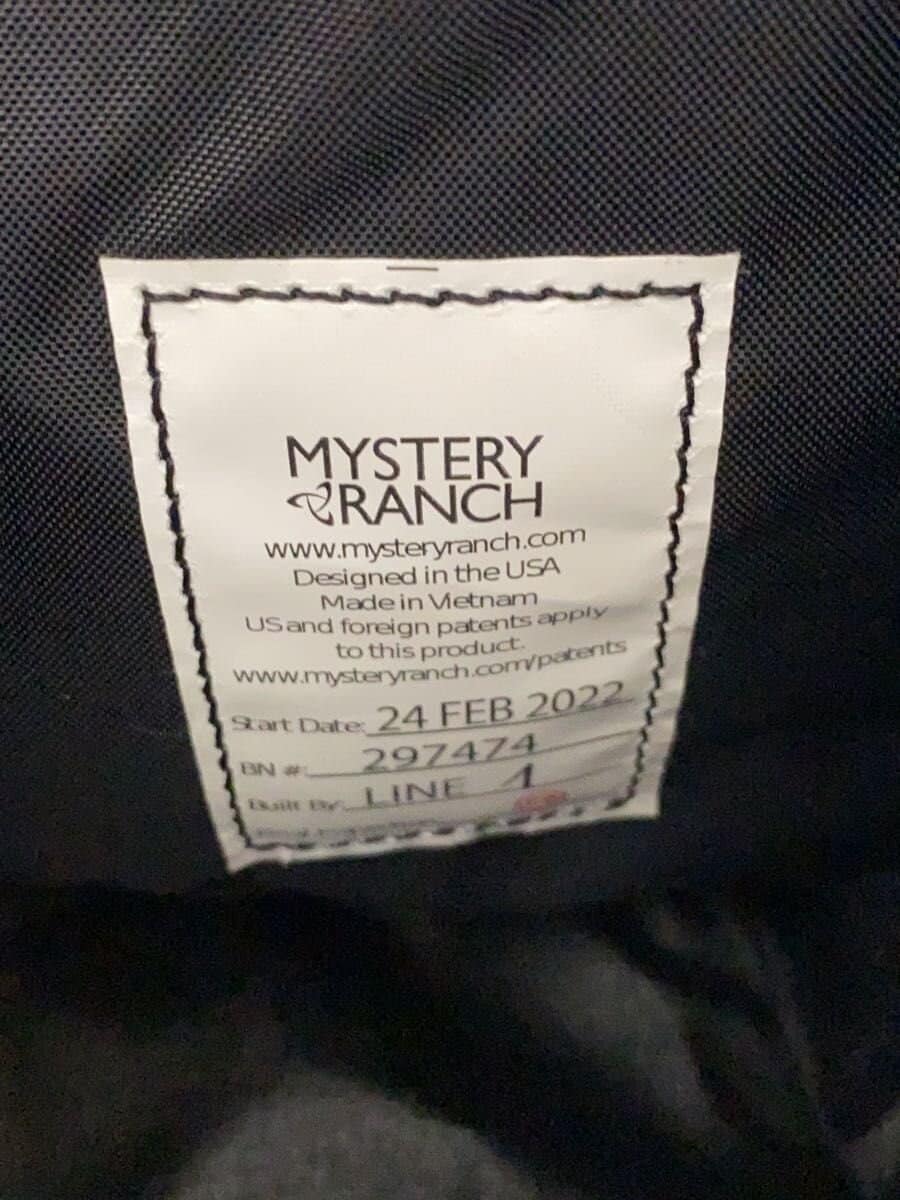 MYSTERY
RANCH
www.mysteryranch.com
Designed in the USA
Made in Vietnam
US and foreign patents apply
to this product.
www.mysteryranch.com/patents
Start Date: 24 FEB 2022
BN #: 297474
Built By: LINE 1